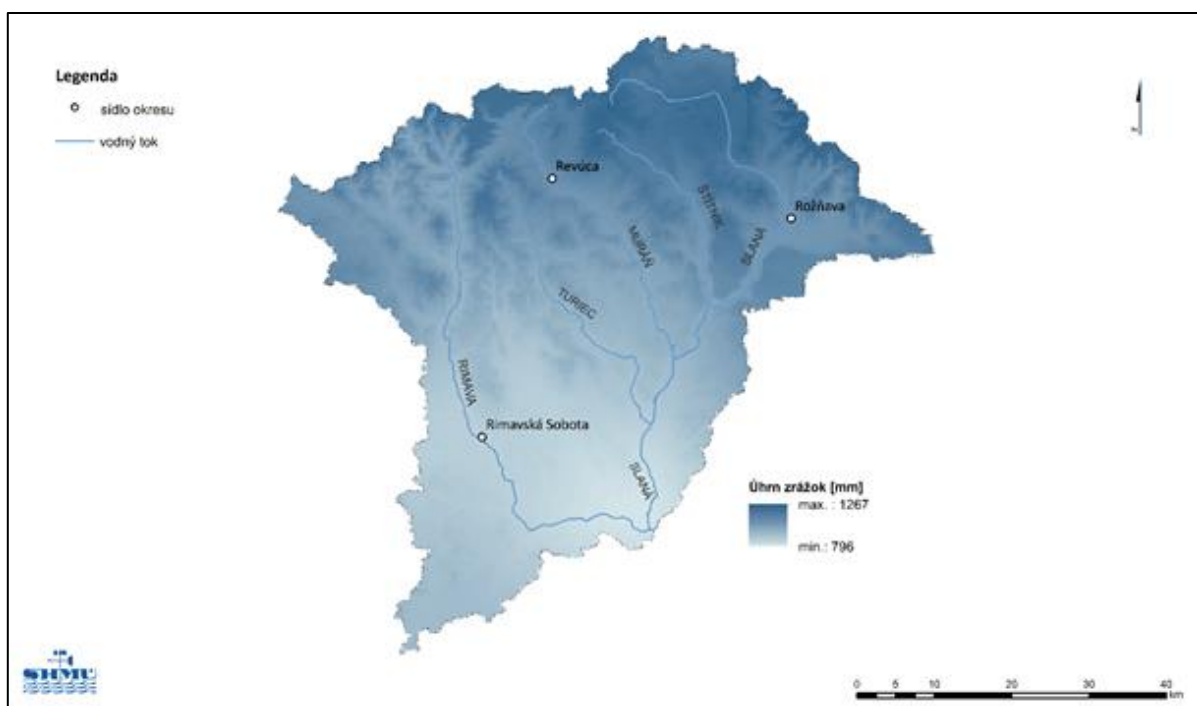 Legenda
sídlo okresu
vodný tok
Revúca
Rožňava
ŠTÍTNIK
SLANÁ
MURÁŇ
TURIEC
RIMAVA
Rimavská Sobota
SLANÁ
Úhrn zrážok [mm]
max. : 1267
min.: 796
SHMÚ
0 5 10 20 30 40
km